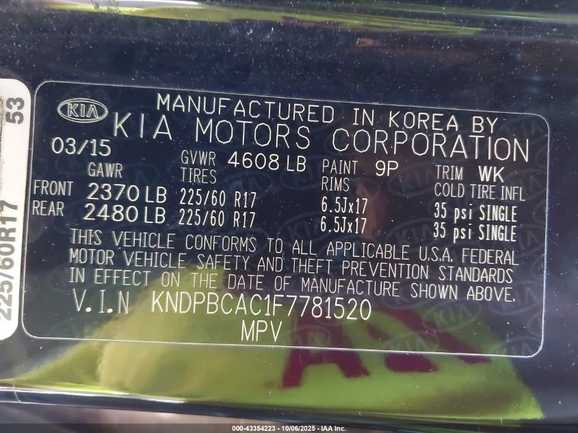 MANUFACTURED IN KOREA BY
KIA KIA MOTORS CORPORATION
03/15 GVWR 4608 LB PAINT 9P TRIM WK
GAWR TIRES RIMS COLD TIRE INFL
FRONT 2370 LB 225/60 R17 6.5Jx17 35 psi SINGLE
REAR 2480 LB 225/60 R17 6.5Jx17 35 psi SINGLE
THIS VEHICLE CONFORMS TO ALL APPLICABLE U.S.A. FEDERAL
MOTOR VEHICLE SAFETY AND THEFT PREVENTION STANDARDS
IN EFFECT ON THE DATE OF MANUFACTURE SHOWN ABOVE.
V.I.N KNDPBCAC1F7781520
MPV
53
225/60R17
000-43354223 - 10/06/2025 - IAA Inc.